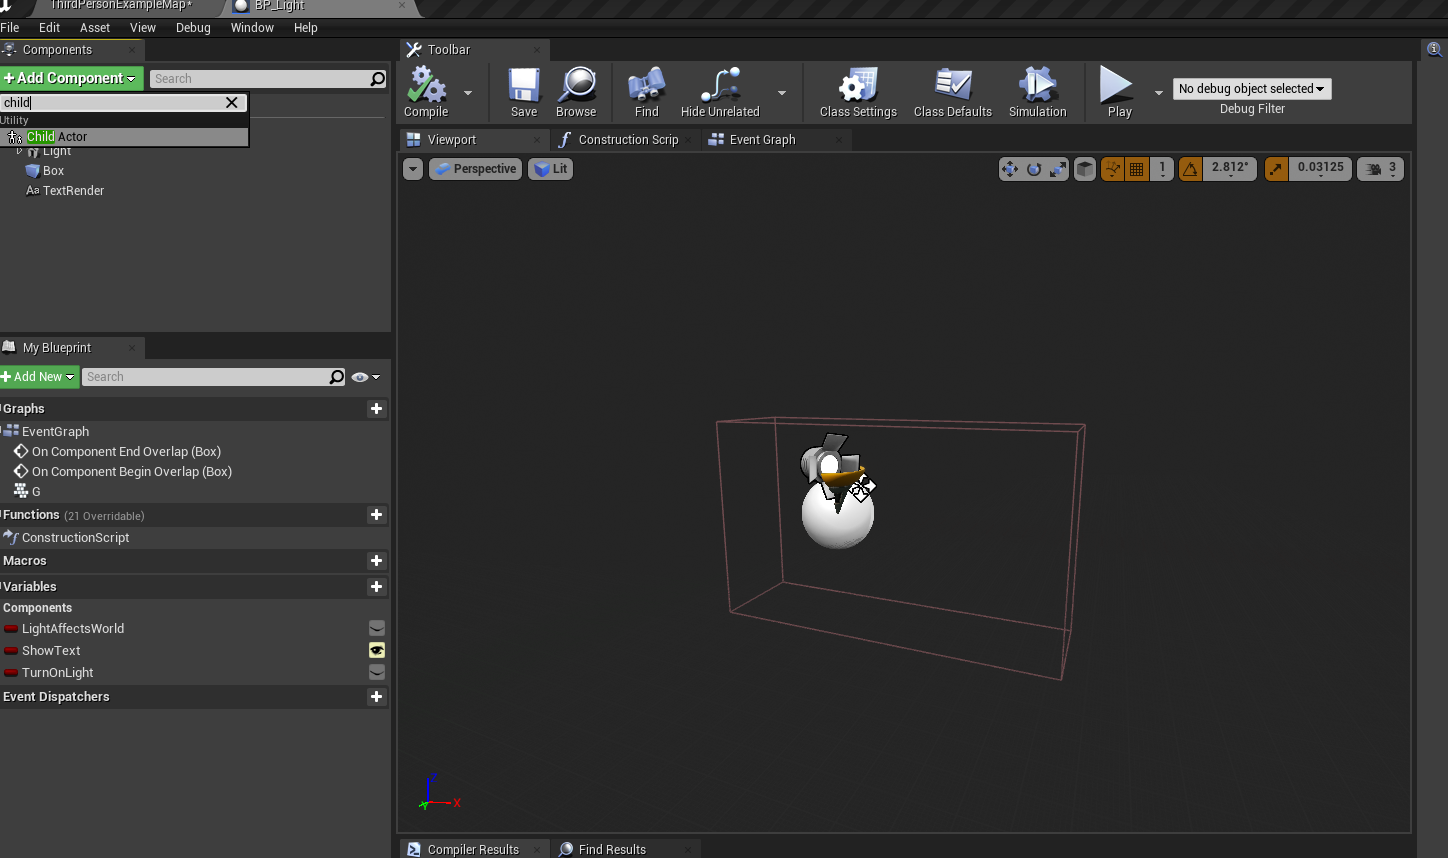 ThirdPersonExampleMap*
BP_Light
File Edit Asset View Debug Window Help
Components
Toolbar
+Add Component
Search
child
Utility
Child Actor
Light
Box
TextRender
Compile
Save
Browse
Find
Hide Unrelated
Class Settings
Class Defaults
Simulation
Play
No debug object selected
Debug Filter
Viewport
Construction Scrip
Event Graph
Perspective
Lit
1
2.812°
0.03125
3
My Blueprint
+Add New
Search
Graphs
EventGraph
On Component End Overlap (Box)
On Component Begin Overlap (Box)
G
Functions (21 Overridable)
ConstructionScript
Macros
Variables
Components
LightAffectsWorld
ShowText
TurnOnLight
Event Dispatchers
Z
X
Y
Compiler Results
Find Results